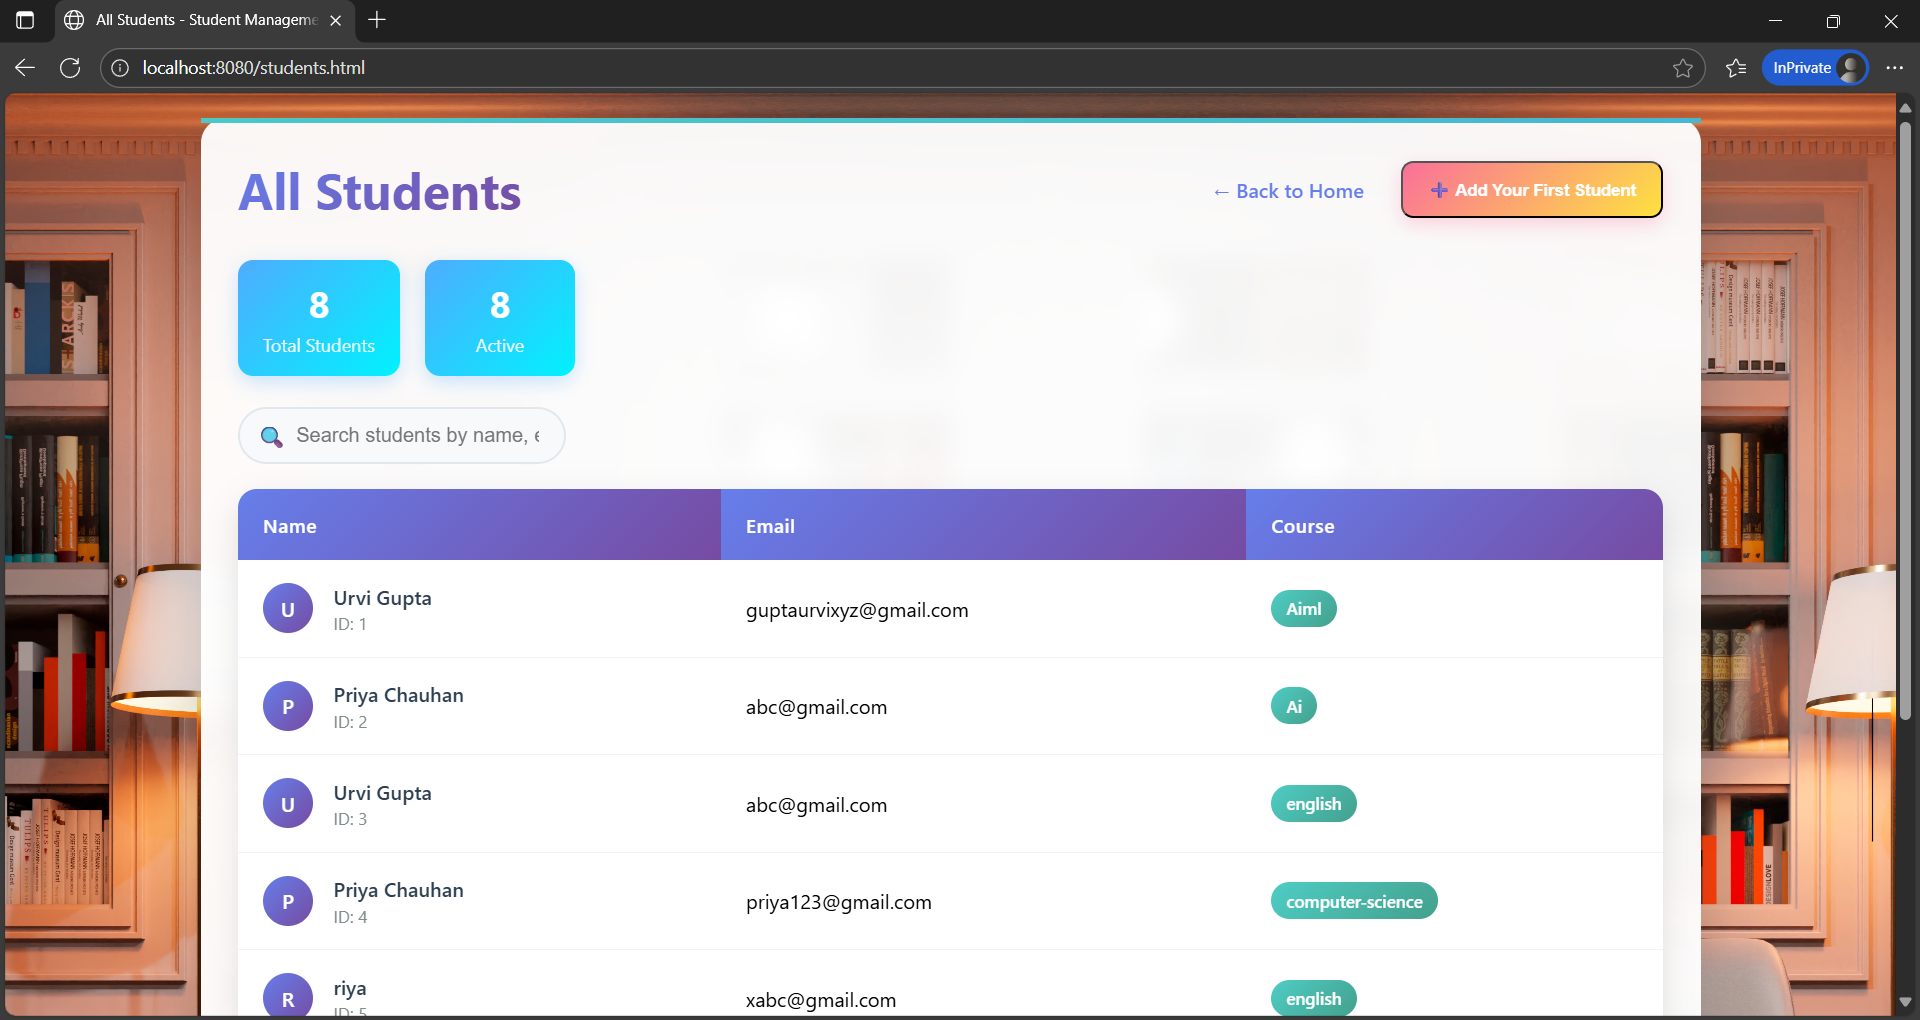 All Students - Student Manageme
localhost:8080/students.html
InPrivate
All Students
← Back to Home
➕ Add Your First Student
8
Total Students
8
Active
Search students by name, e
Name Email Course
U Urvi Gupta guptaurvixyz@gmail.com Aiml
ID: 1
P Priya Chauhan abc@gmail.com Ai
ID: 2
U Urvi Gupta abc@gmail.com english
ID: 3
P Priya Chauhan priya123@gmail.com computer-science
ID: 4
R riya xabc@gmail.com english
ID: 5